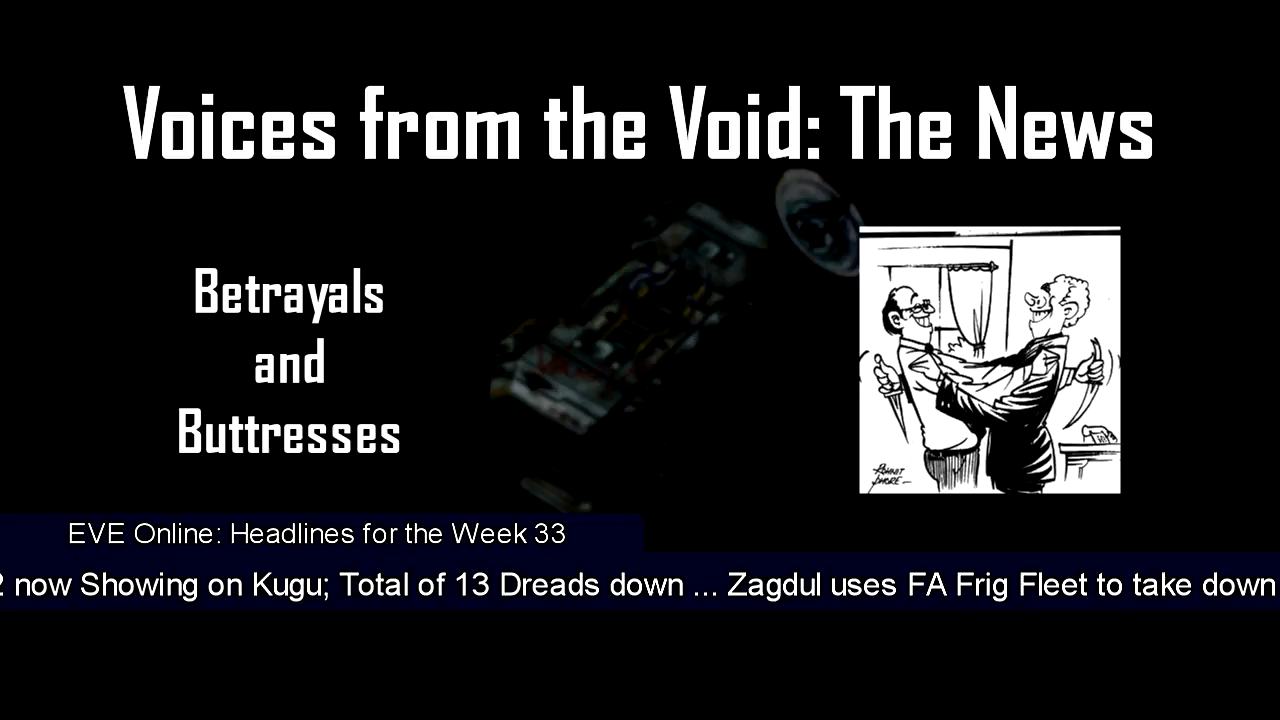 Voices from the Void: The News
Betrayals
and
Buttresses
EVE Online: Headlines for the Week 33
2 now Showing on Kugu; Total of 13 Dreads down ... Zagdul uses FA Frig Fleet to take down